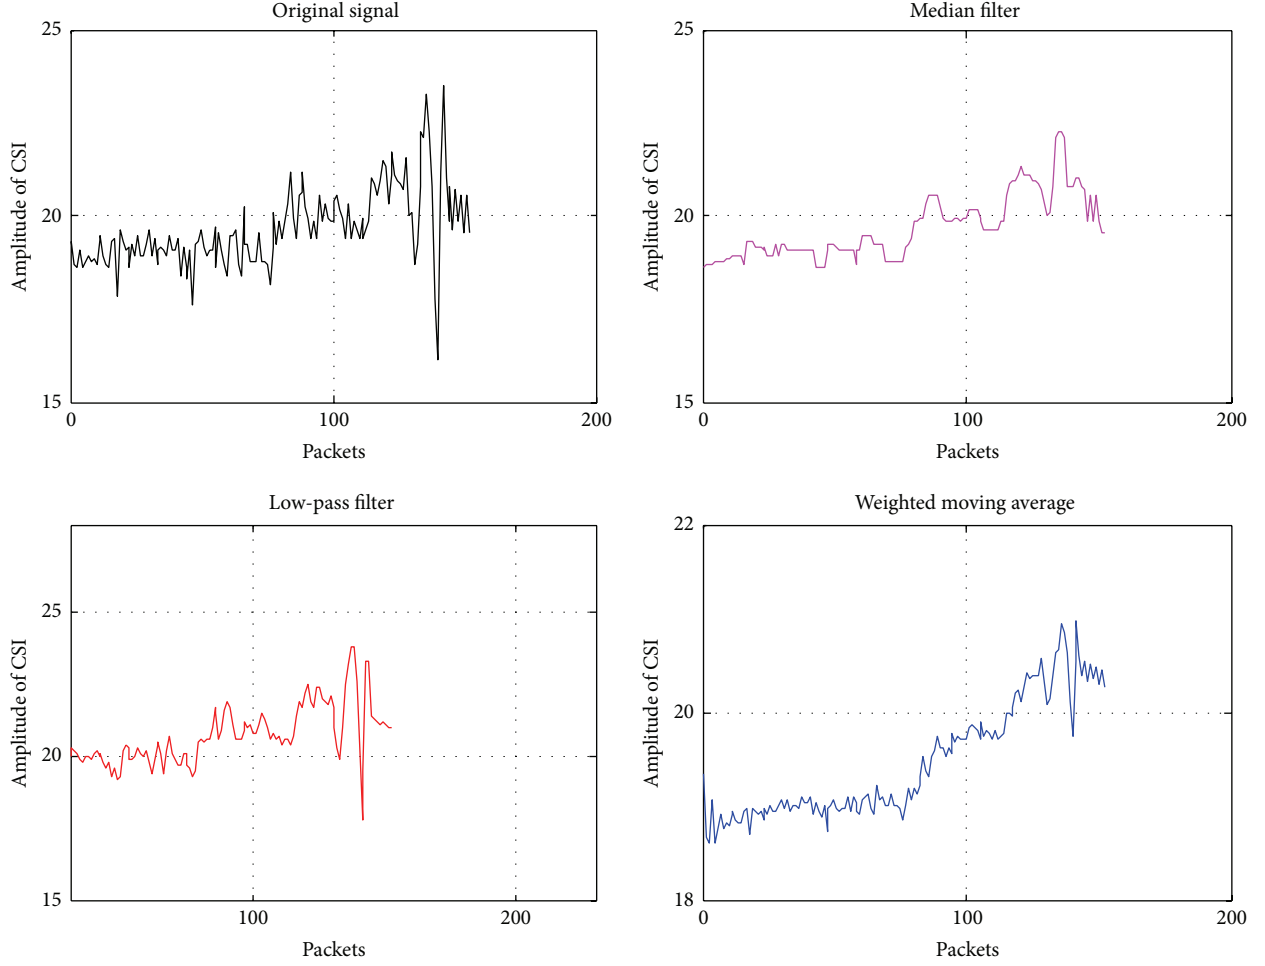 Original signal
25
20
15
0
100
200
Amplitude of CSI
Packets
Median filter
25
20
15
0
100
200
Amplitude of CSI
Packets
Low-pass filter
25
20
15
100
200
Amplitude of CSI
Packets
Weighted moving average
22
20
18
0
100
200
Amplitude of CSI
Packets